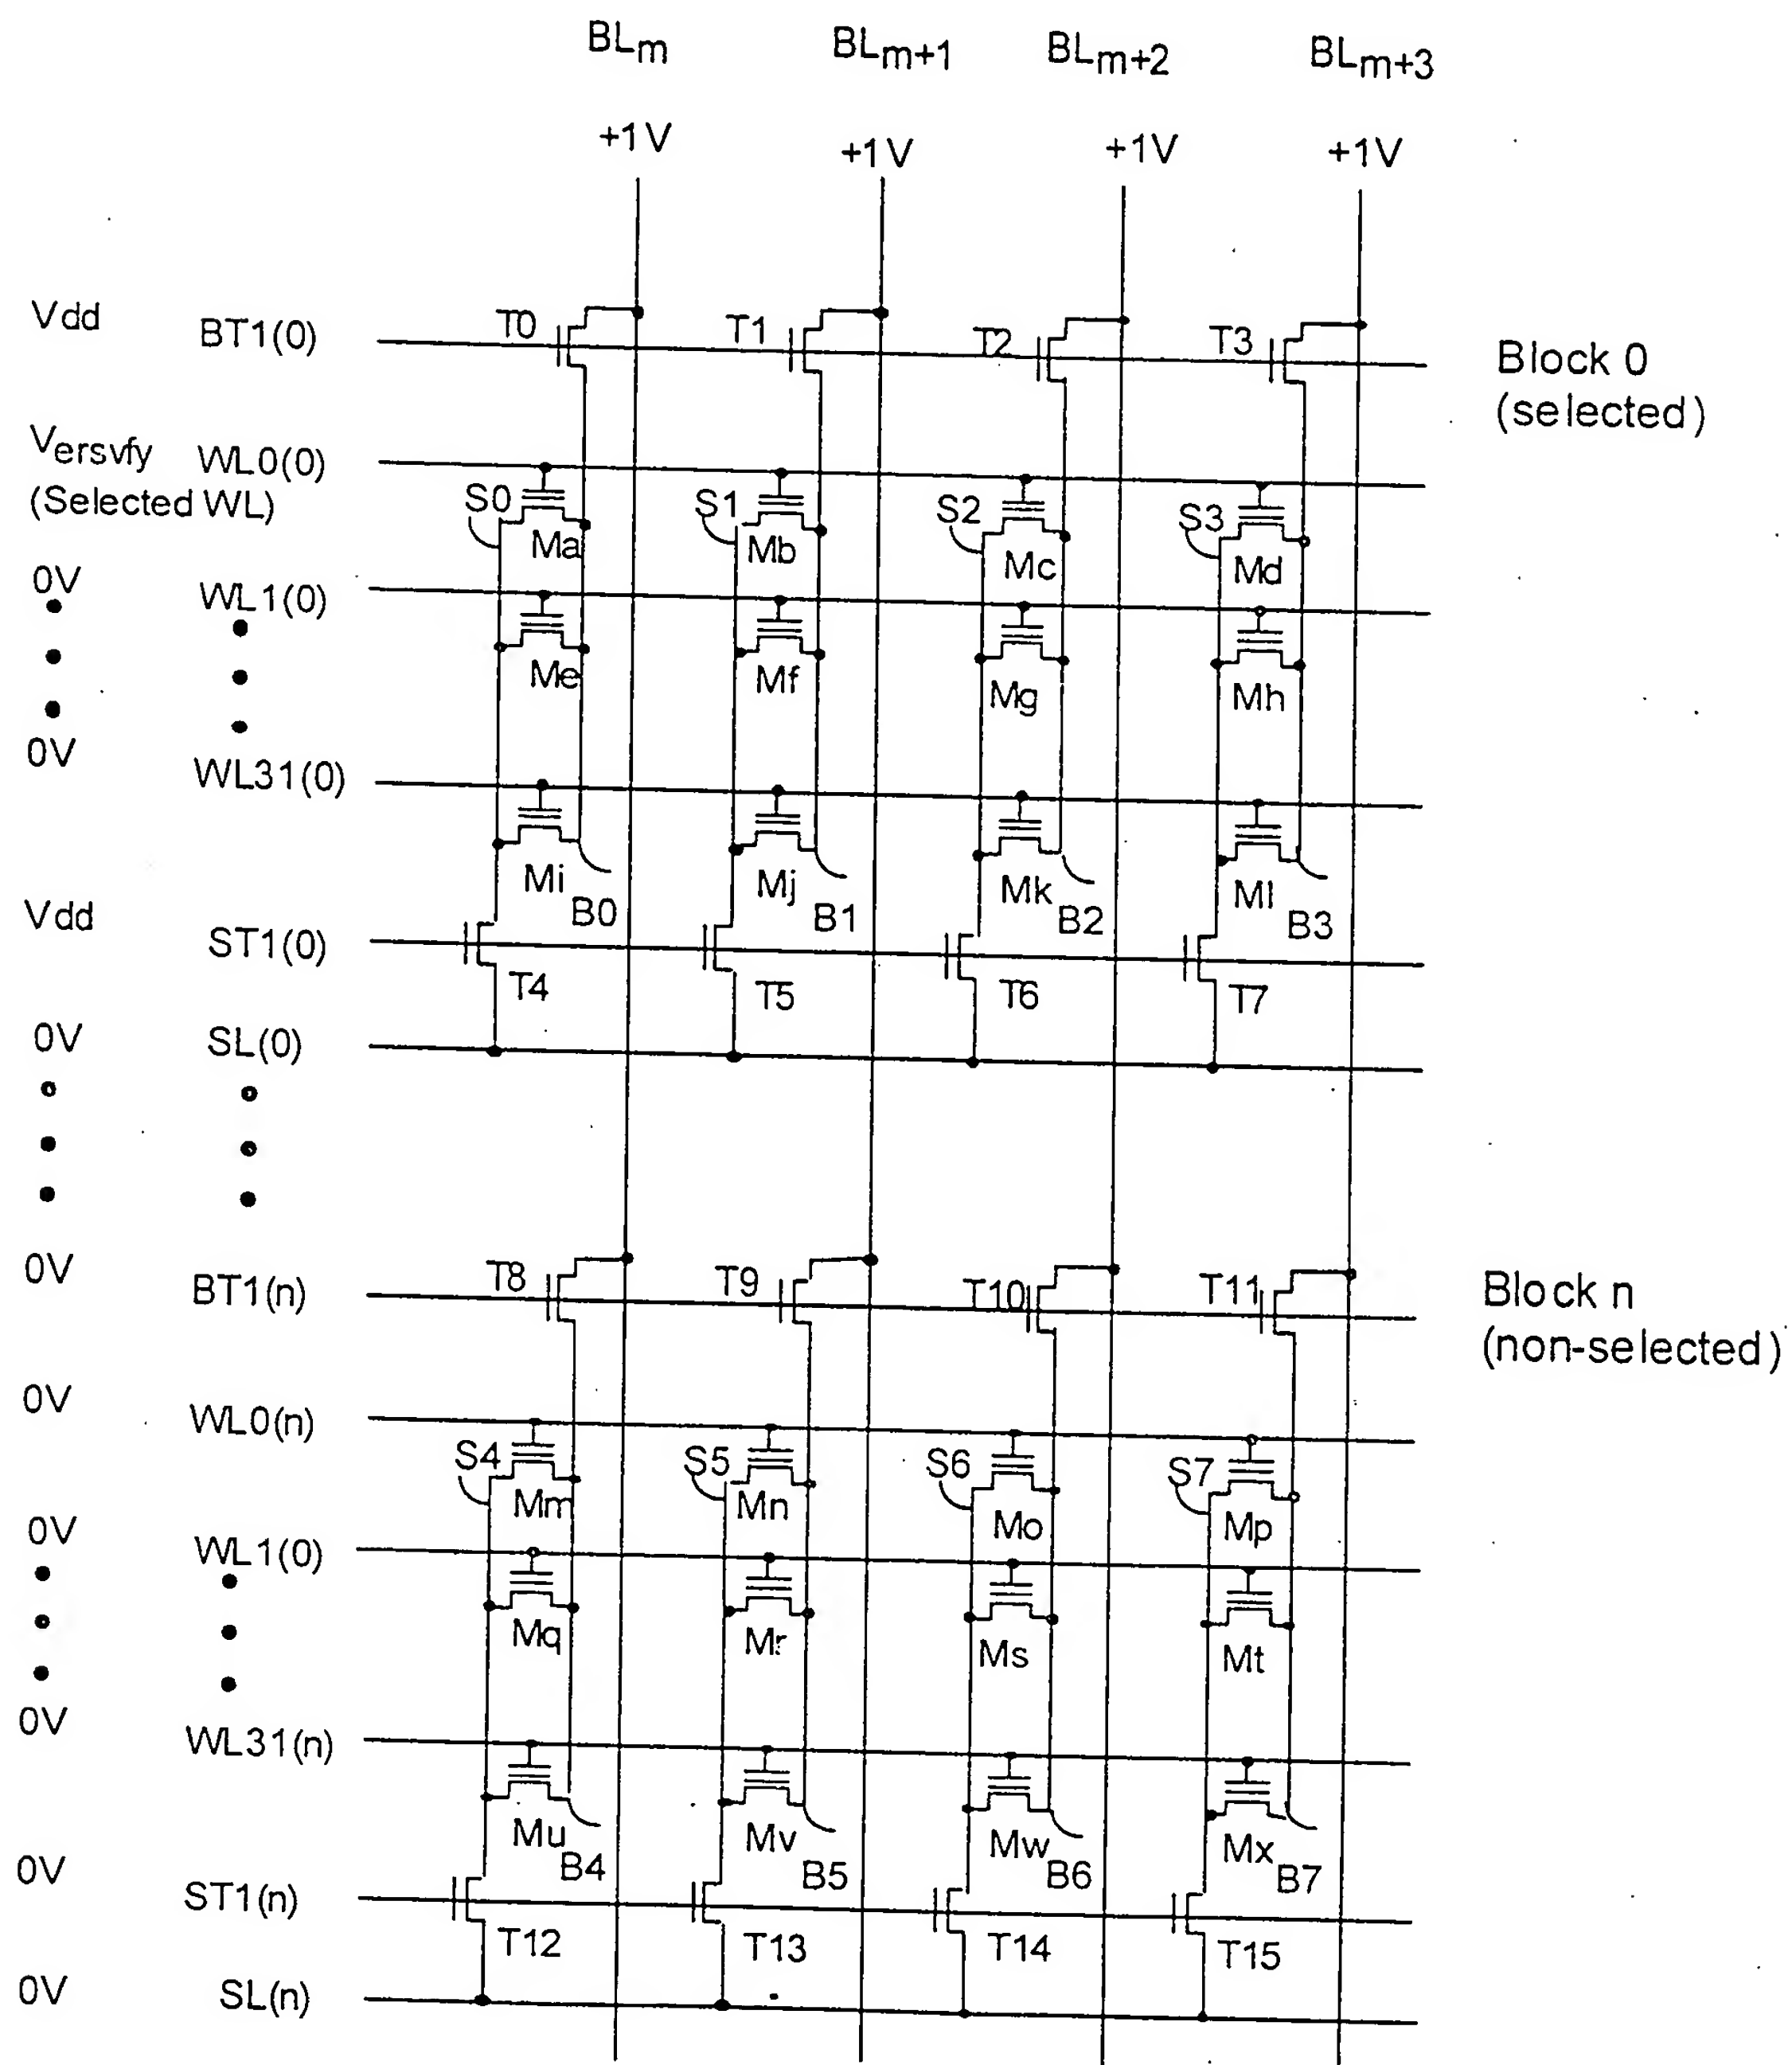 BLm BLm+1 BLm+2 BLm+3
+1V +1V +1V +1V
Vdd BT1(0) T0 T1 T2 T3 Block 0
(selected)
Versvfy WL0(0)
(Selected WL) S0 S1 S2 S3
Ma Mb Mc Md
0V WL1(0)
Me Mf Mg Mh
0V WL31(0)
Mi Mj Mk Ml
B0 B1 B2 B3
Vdd ST1(0)
T4 T5 T6 T7
0V SL(0)
0V BT1(n) T8 T9 T10 T11 Block n
(non-selected)
0V WL0(n)
S4 S5 S6 S7
Mm Mn Mo Mp
0V WL1(0)
Mq Mr Ms Mt
0V WL31(n)
Mu Mv Mw Mx
B4 B5 B6 B7
0V ST1(n)
T12 T13 T14 T15
0V SL(n)